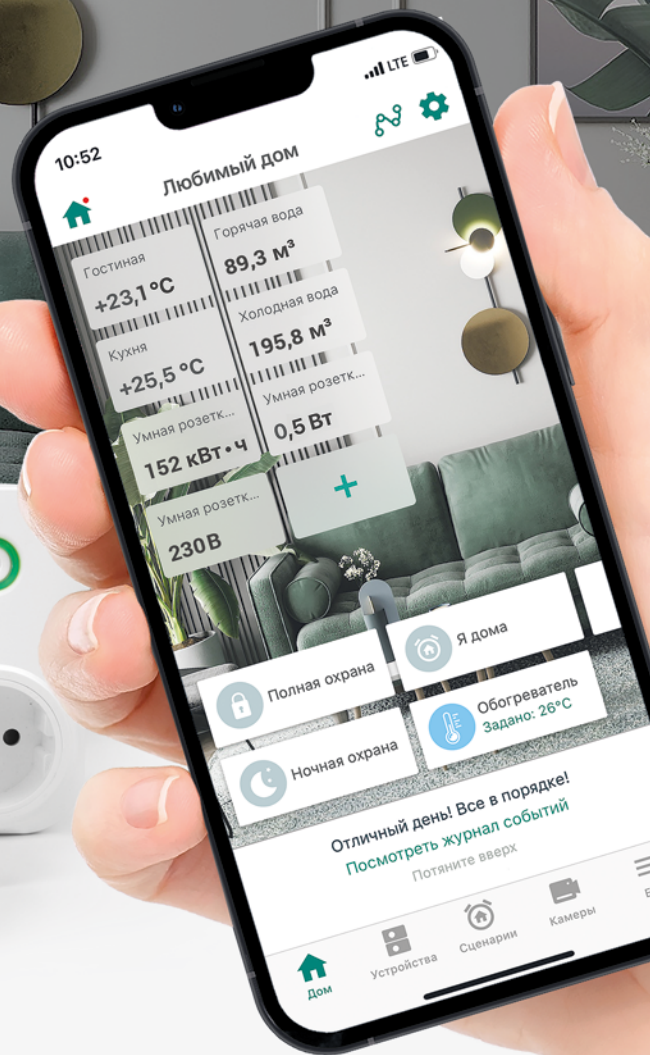 10:52
LTE
Любимый дом
Гостиная
+23,1 °C
Горячая вода
89,3 м³
Кухня
+25,5 °C
Холодная вода
195,8 м³
Умная розетк...
152 кВт•ч
Умная розетк...
0,5 Вт
Умная розетк...
230 В
+
Полная охрана
Я дома
Ночная охрана
Обогреватель
Задано: 26°C
Отличный день! Все в порядке!
Посмотреть журнал событий
Потяните вверх
Дом
Устройства
Сценарии
Камеры